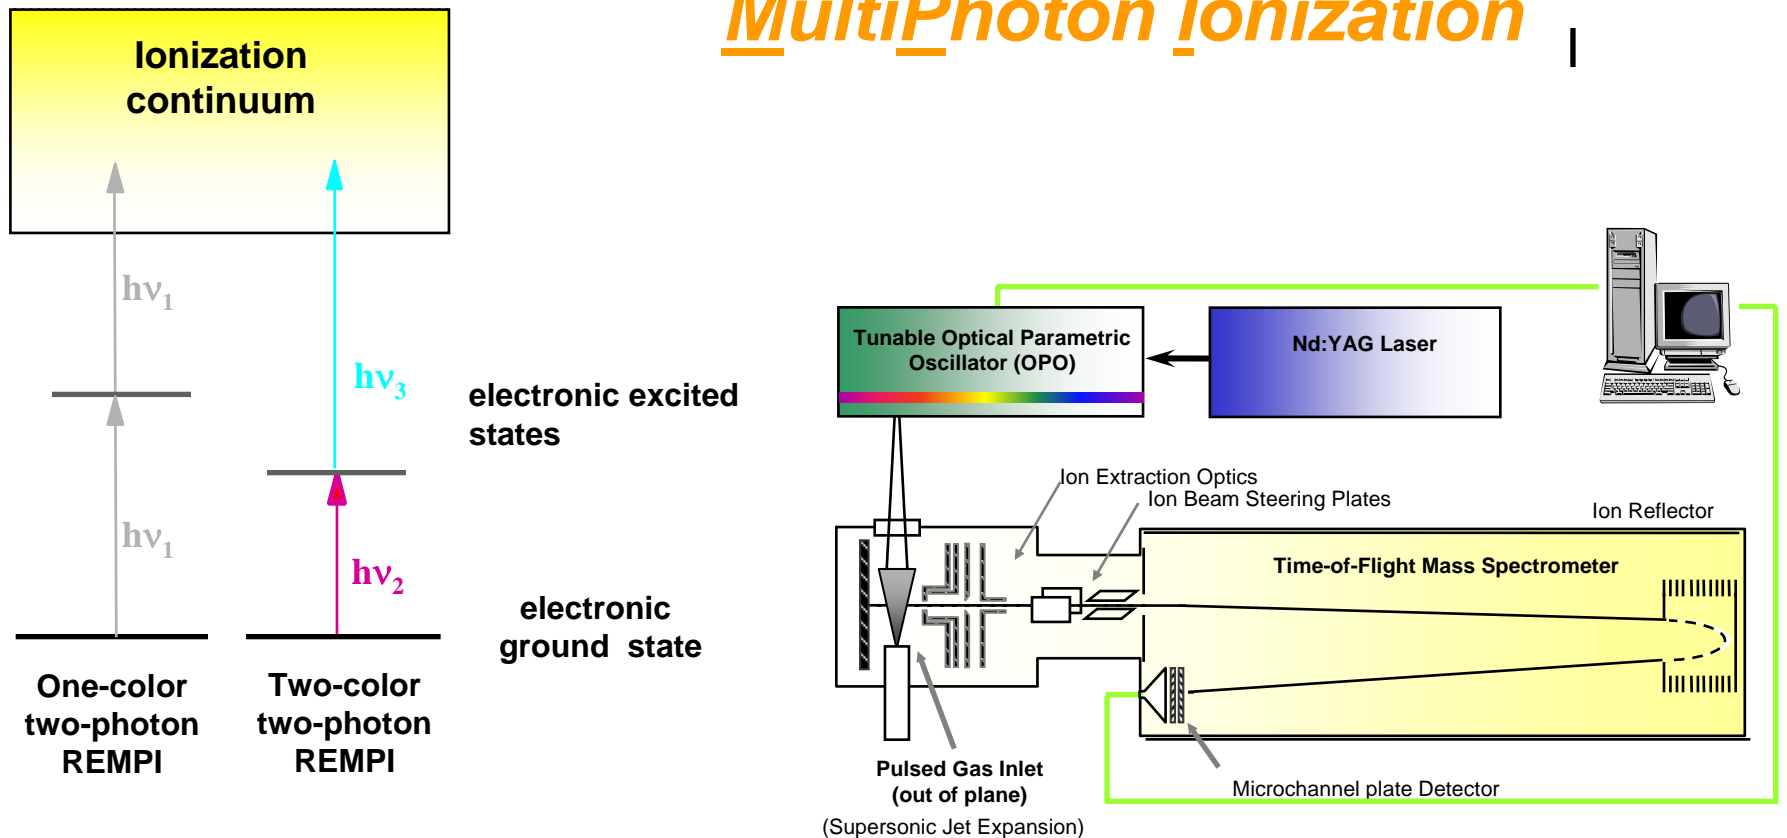 MultiPhoton Ionization
Ionization
continuum
hν1
hν3
hν1
hν2
electronic excited
states
electronic
ground state
One-color
two-photon
REMPI
Two-color
two-photon
REMPI
Tunable Optical Parametric
Oscillator (OPO)
Nd:YAG Laser
Ion Extraction Optics
Ion Beam Steering Plates
Ion Reflector
Time-of-Flight Mass Spectrometer
Pulsed Gas Inlet
(out of plane)
(Supersonic Jet Expansion)
Microchannel plate Detector